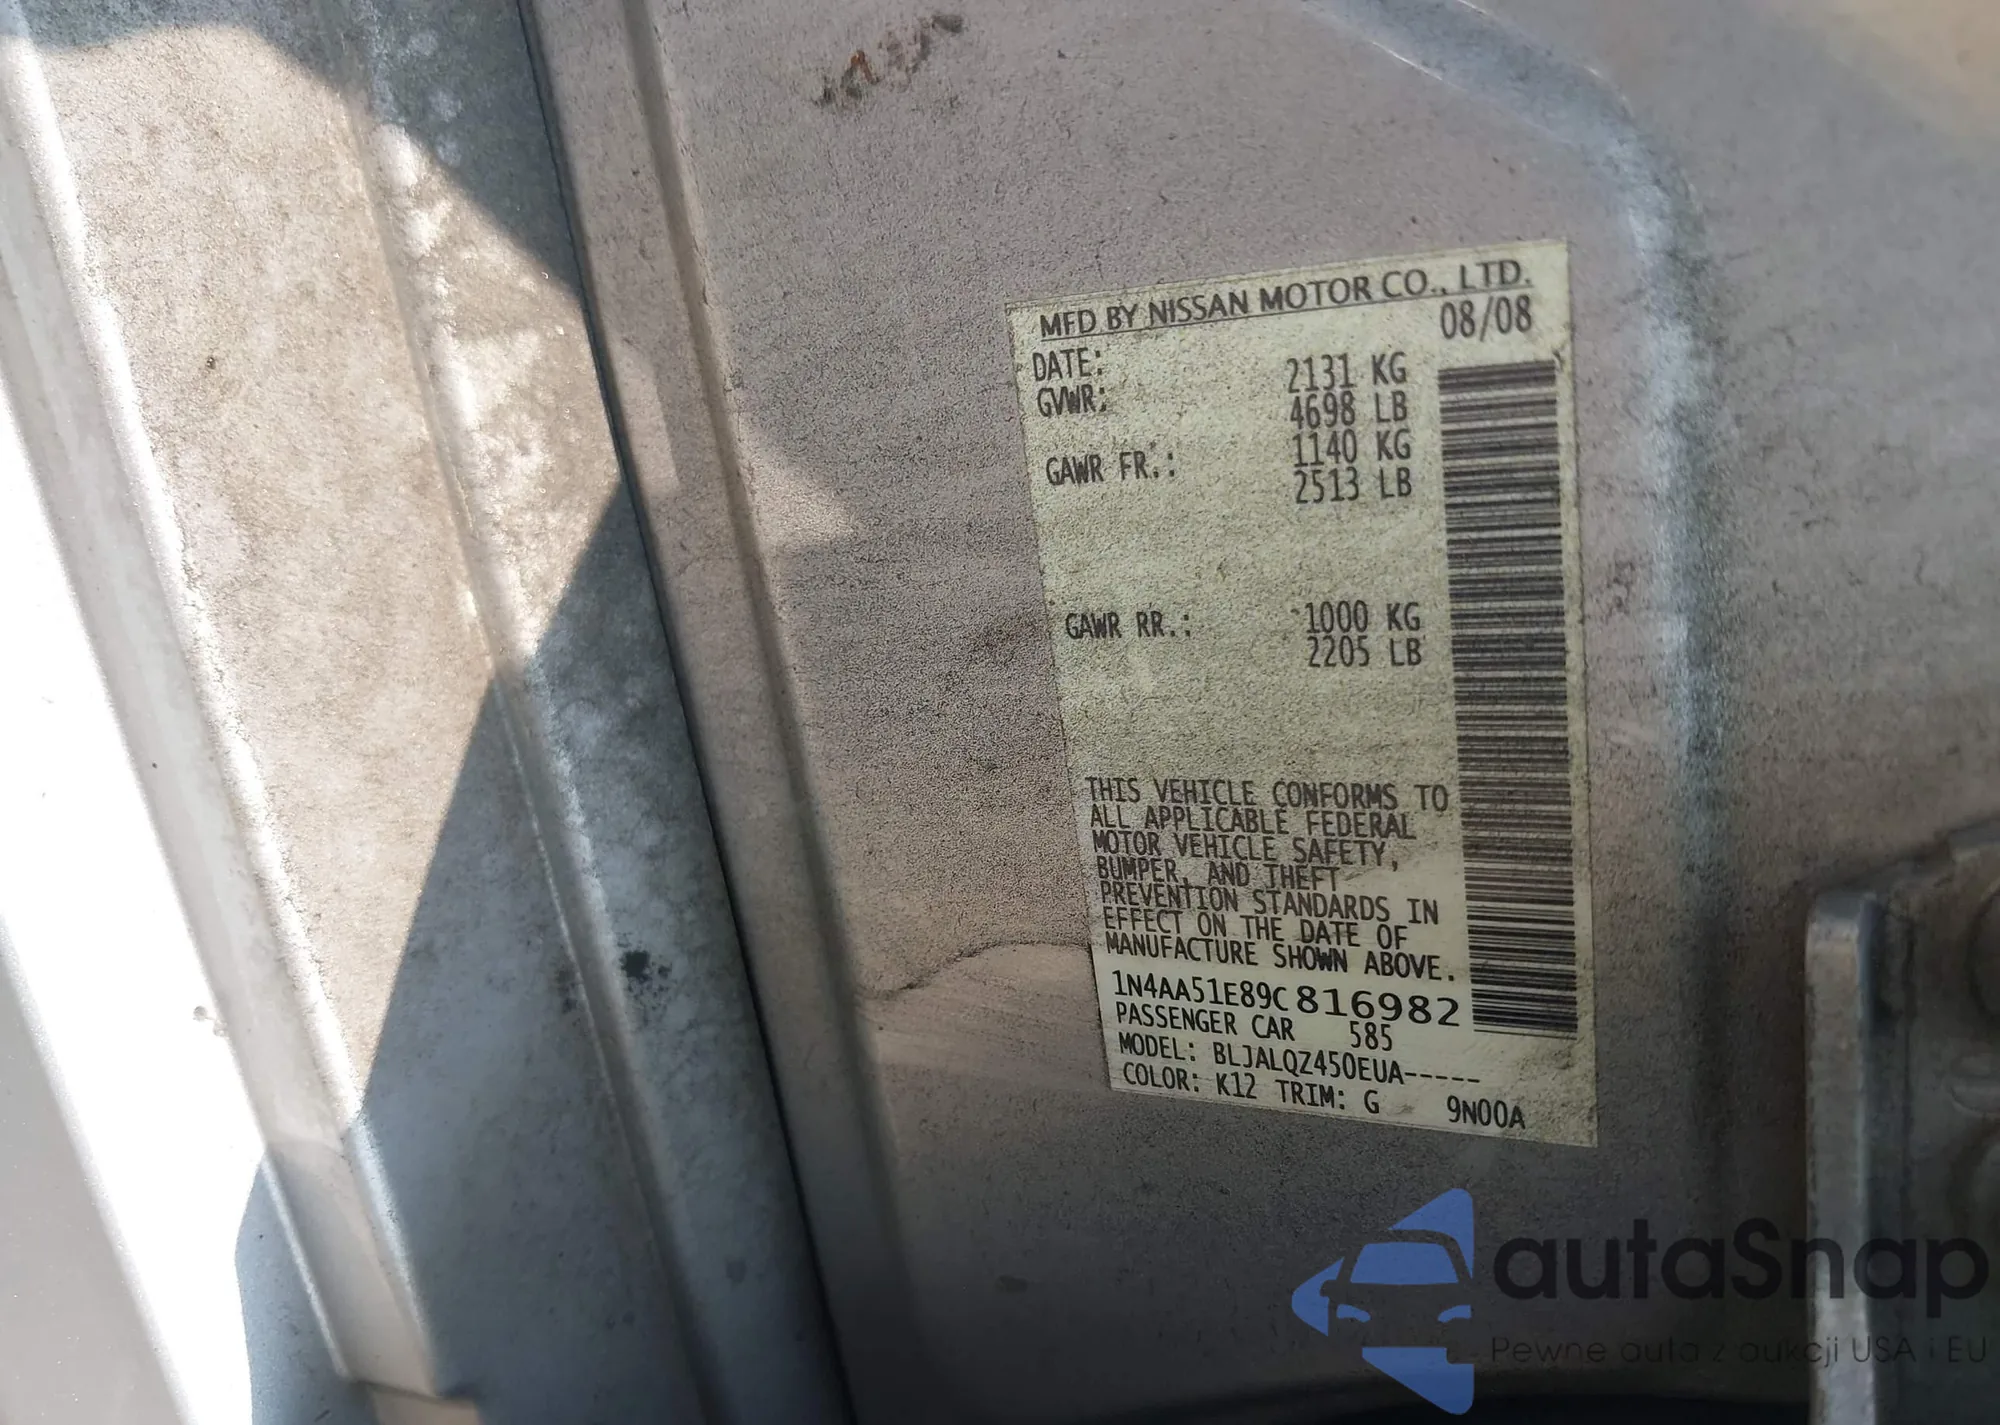 MFD BY NISSAN MOTOR CO., LTD.
DATE: 08/08
GVWR: 2131 KG
4698 LB
GAWR FR.: 1140 KG
2513 LB
GAWR RR.: 1000 KG
2205 LB
THIS VEHICLE CONFORMS TO
ALL APPLICABLE FEDERAL
MOTOR VEHICLE SAFETY,
BUMPER, AND THEFT
PREVENTION STANDARDS IN
EFFECT ON THE DATE OF
MANUFACTURE SHOWN ABOVE.
1N4AA51E89C816982
PASSENGER CAR 585
MODEL: BLJALQZ450EUA-----
COLOR: K12 TRIM: G 9N00A
autaSnap
Pewne auta z aukcji USA i EU